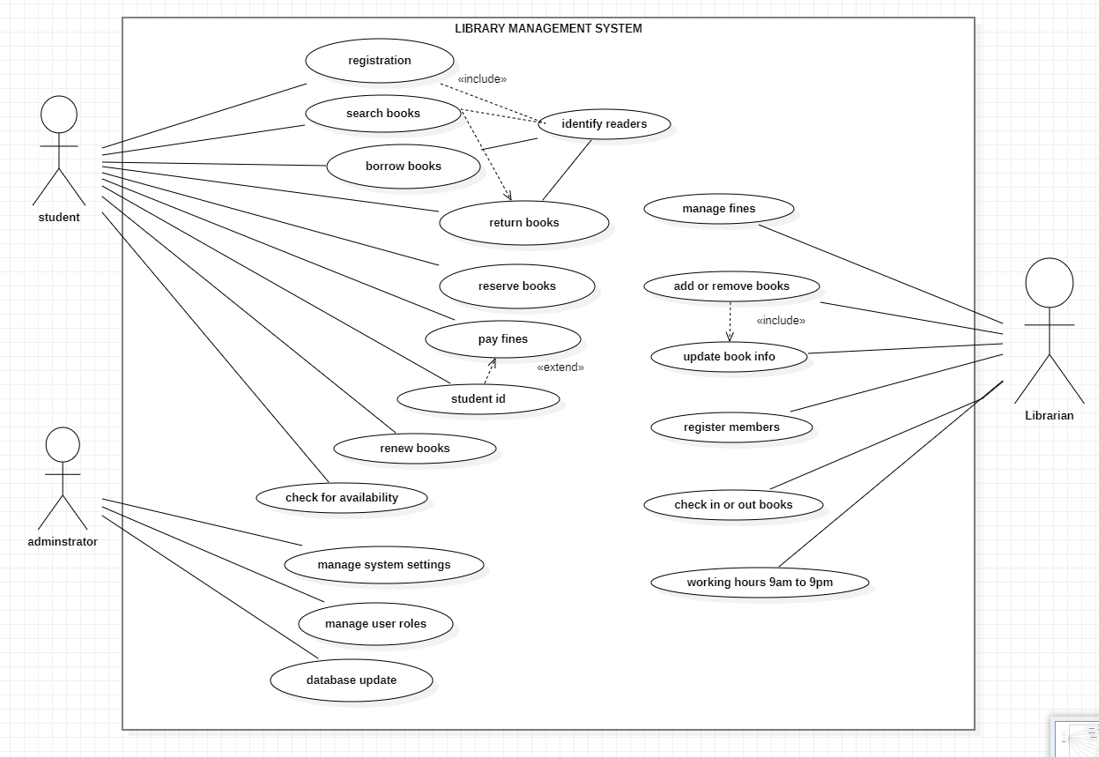 LIBRARY MANAGEMENT SYSTEM
registration
«include»
search books
identify readers
borrow books
student
return books
manage fines
reserve books
add or remove books
«include»
pay fines
update book info
«extend»
student id
Librarian
register members
renew books
check for availability
check in or out books
adminstrator
manage system settings
working hours 9am to 9pm
manage user roles
database update